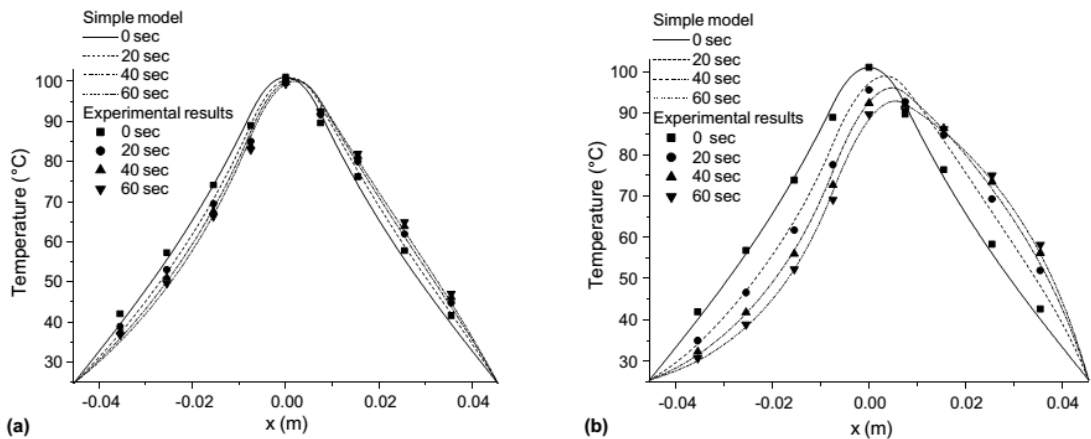 Simple model
0 sec
20 sec
40 sec
60 sec
Experimental results
0 sec
20 sec
40 sec
60 sec
100
90
80
70
60
50
40
30
Temperature (°C)
-0.04 -0.02 0.00 0.02 0.04
x (m)
(a)
Simple model
0 sec
20 sec
40 sec
60 sec
Experimental results
0 sec
20 sec
40 sec
60 sec
100
90
80
70
60
50
40
30
Temperature (°C)
-0.04 -0.02 0.00 0.02 0.04
x (m)
(b)